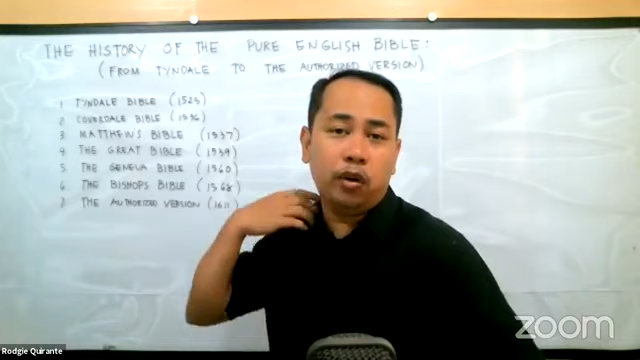 THE HISTORY OF THE PURE ENGLISH BIBLE:
(FROM TYNDALE TO THE AUTHORIZED VERSION)
1 TYNDALE BIBLE (1525)
2 COVERDALE BIBLE (1536)
3 MATTHEW'S BIBLE (1537)
4 THE GREAT BIBLE (1539)
5 THE GENEVA BIBLE (1560)
6 THE BISHOPS BIBLE (1568)
7 THE AUTHORIZED VERSION (1611
zoom
Rodgie Quirante